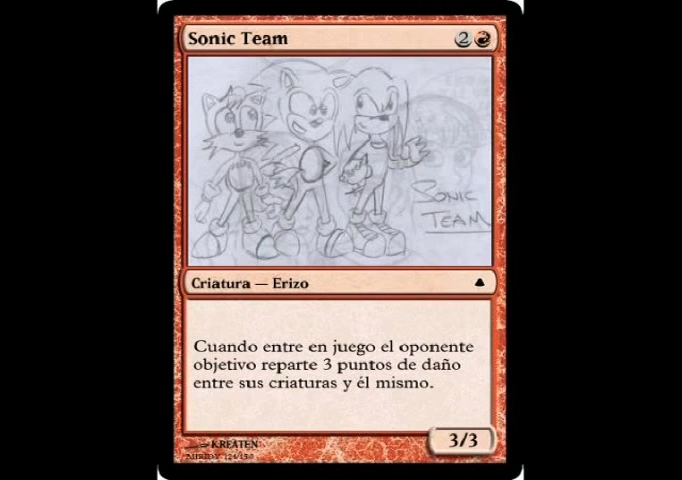 Sonic Team
2
SONIC
TEAM
Criatura — Erizo
Cuando entre en juego el oponente
objetivo reparte 3 puntos de daño
entre sus criaturas y él mismo.
3/3
KREATEN